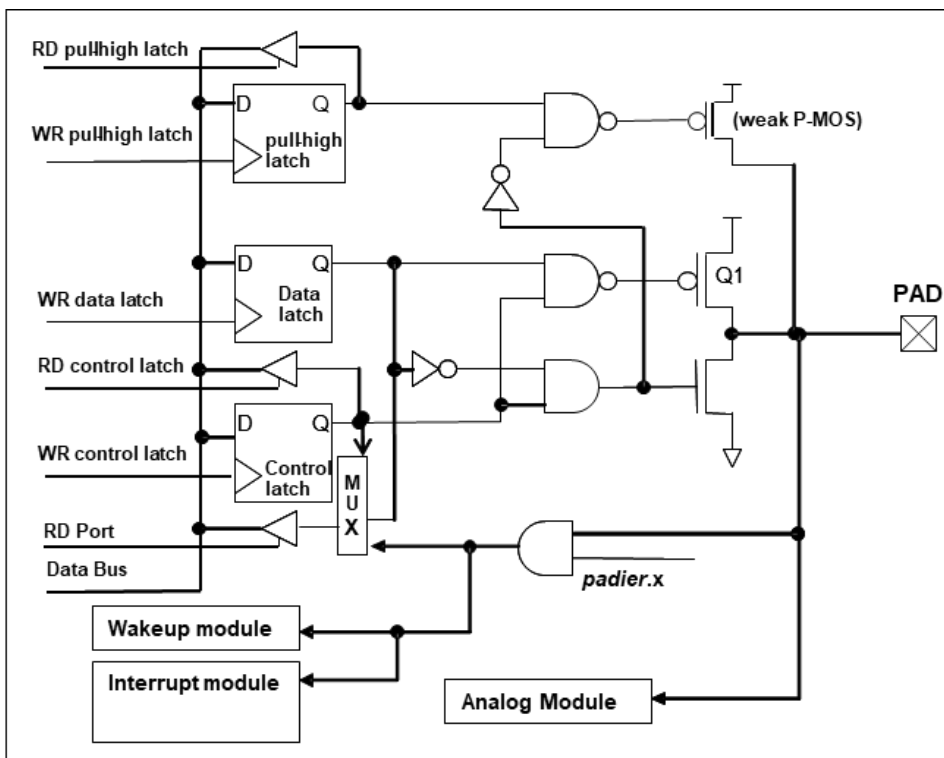 RD pull-high latch
D
Q
pull-high
latch
WR pull-high latch
(weak P-MOS)
D
Q
Data
latch
WR data latch
Q1
PAD
RD control latch
D
Q
Control
latch
WR control latch
M
U
X
RD Port
Data Bus
padier.x
Wakeup module
Interrupt module
Analog Module